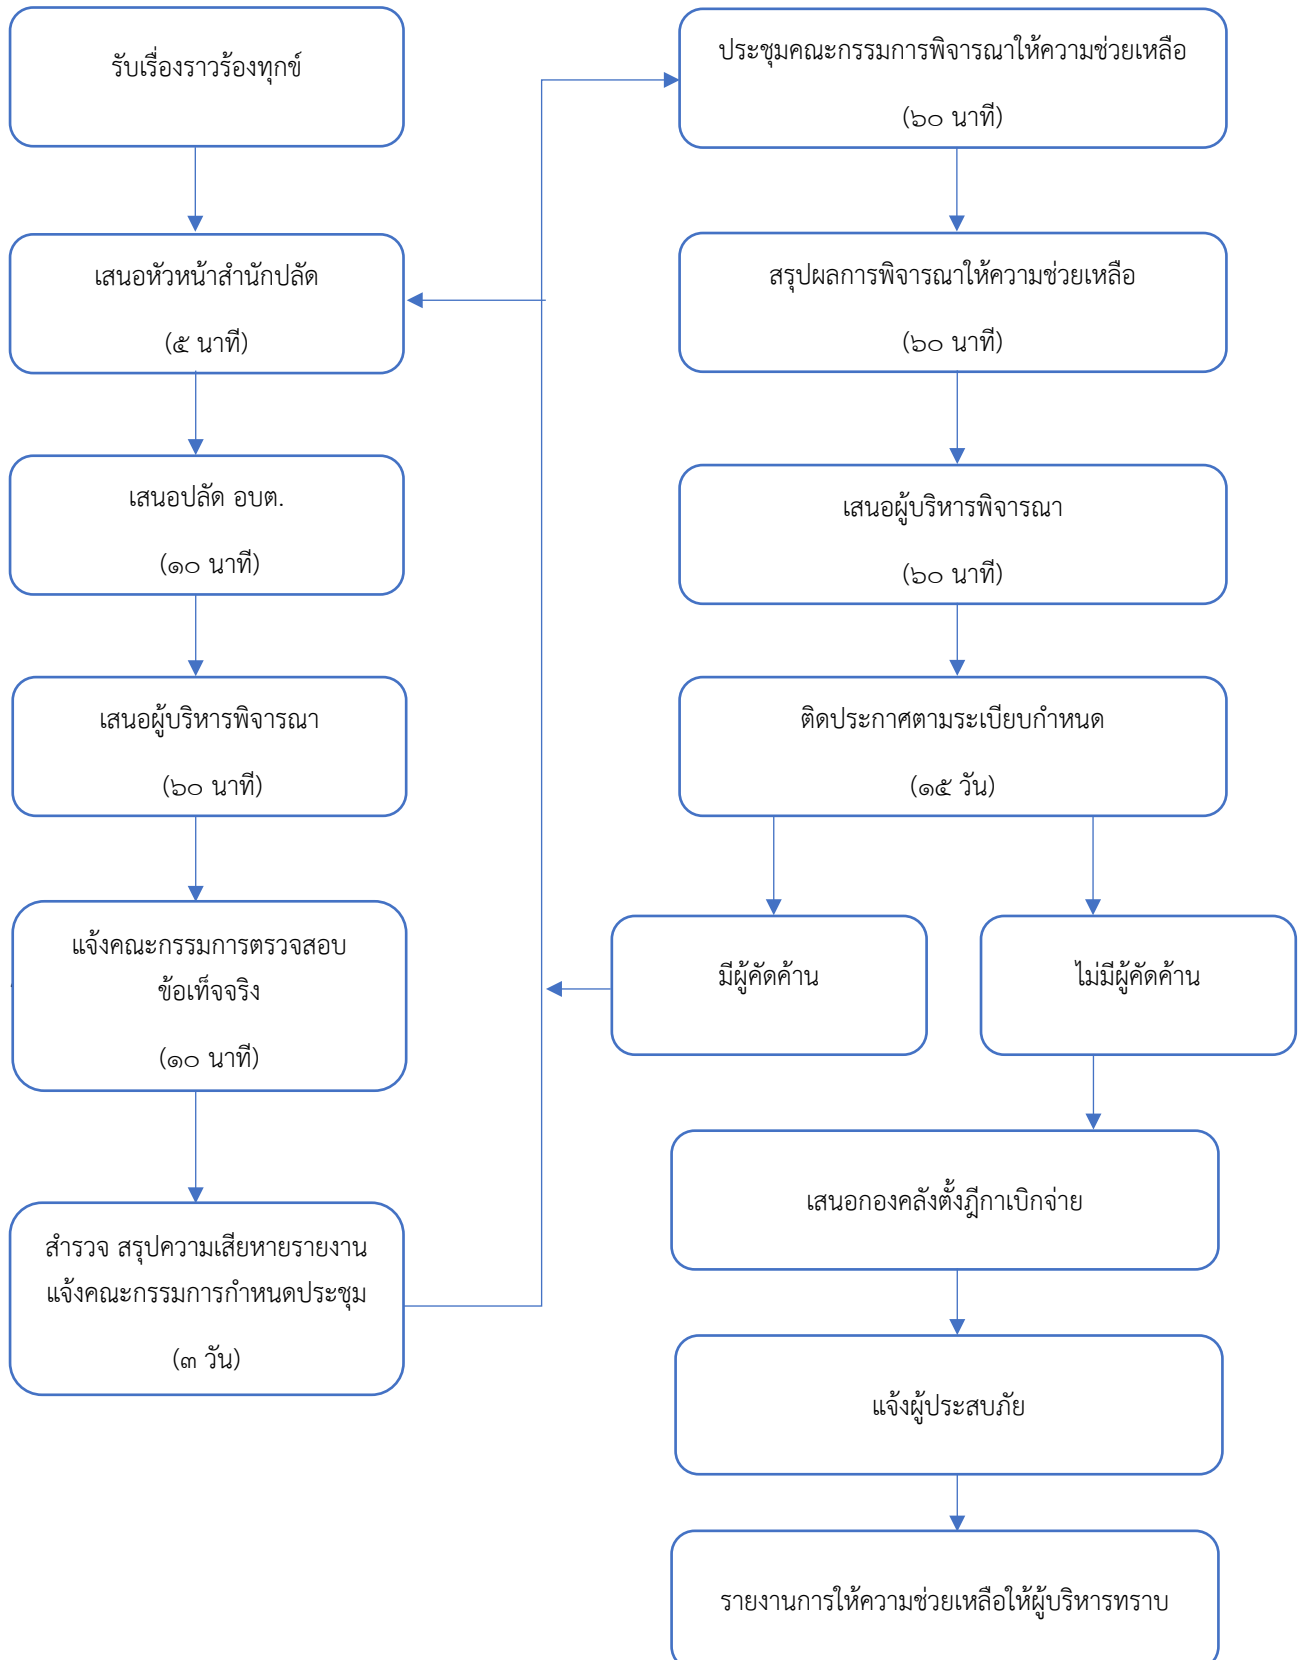 รับเรื่องราวร้องทุกข์
เสนอหัวหน้าสำนักปลัด
(๕ นาที)
เสนอปลัด อบต.
(๑๐ นาที)
เสนอผู้บริหารพิจารณา
(๖๐ นาที)
แจ้งคณะกรรมการตรวจสอบ
ข้อเท็จจริง
(๑๐ นาที)
สำรวจ สรุปความเสียหายรายงาน
แจ้งคณะกรรมการกำหนดประชุม
(๓ วัน)
ประชุมคณะกรรมการพิจารณาให้ความช่วยเหลือ
(๖๐ นาที)
สรุปผลการพิจารณาให้ความช่วยเหลือ
(๖๐ นาที)
เสนอผู้บริหารพิจารณา
(๖๐ นาที)
ติดประกาศตามระเบียบกำหนด
(๑๕ วัน)
มีผู้คัดค้าน
ไม่มีผู้คัดค้าน
เสนอกองคลังตั้งฎีกาเบิกจ่าย
แจ้งผู้ประสบภัย
รายงานการให้ความช่วยเหลือให้ผู้บริหารทราบ